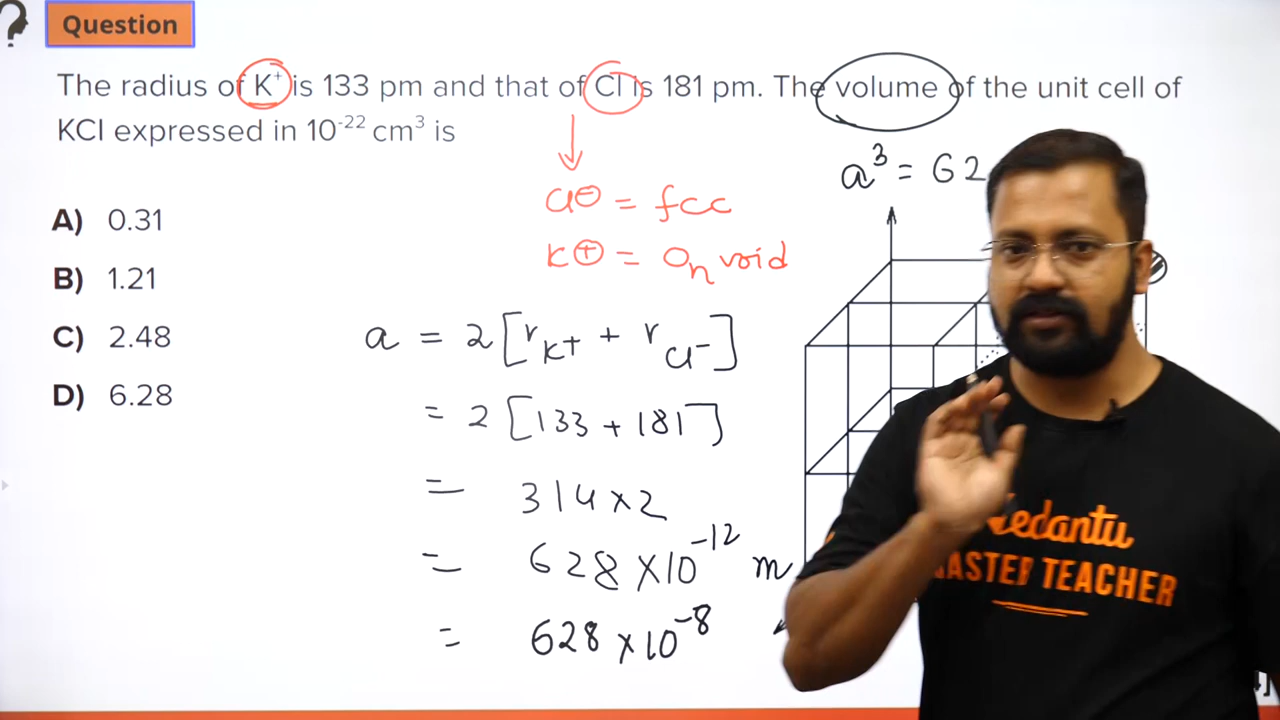 ?
Question
The radius of K⁺ is 133 pm and that of Cl is 181 pm. The volume of the unit cell of
KCl expressed in 10⁻²² cm³ is
A) 0.31
B) 1.21
C) 2.48
D) 6.28
a³ = 62
Cl⊖ = fcc
K⊕ = Oₕ void
a = 2 [r K+ + r Cl-]
= 2 [133 + 181]
= 314 × 2
= 628 × 10⁻¹² m
= 628 × 10⁻⁸
Vedantu
MASTER TEACHER